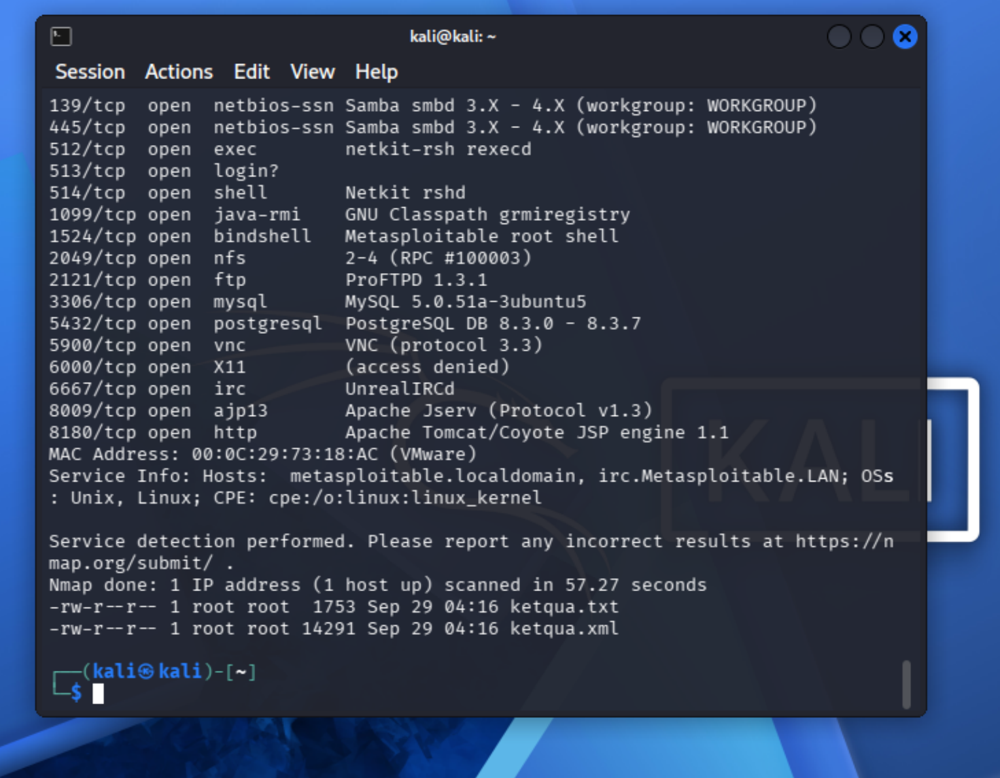 kali@kali: ~
Session Actions Edit View Help
139/tcp open netbios-ssn Samba smbd 3.X - 4.X (workgroup: WORKGROUP)
445/tcp open netbios-ssn Samba smbd 3.X - 4.X (workgroup: WORKGROUP)
512/tcp open exec netkit-rsh rexecd
513/tcp open login?
514/tcp open shell Netkit rshd
1099/tcp open java-rmi GNU Classpath grmiregistry
1524/tcp open bindshell Metasploitable root shell
2049/tcp open nfs 2-4 (RPC #100003)
2121/tcp open ftp ProFTPD 1.3.1
3306/tcp open mysql MySQL 5.0.51a-3ubuntu5
5432/tcp open postgresql PostgreSQL DB 8.3.0 - 8.3.7
5900/tcp open vnc VNC (protocol 3.3)
6000/tcp open X11 (access denied)
6667/tcp open irc UnrealIRCd
8009/tcp open ajp13 Apache Jserv (Protocol v1.3)
8180/tcp open http Apache Tomcat/Coyote JSP engine 1.1
MAC Address: 00:0C:29:73:18:AC (VMware)
Service Info: Hosts: metasploitable.localdomain, irc.Metasploitable.LAN; OSs
: Unix, Linux; CPE: cpe:/o:linux:linux_kernel
Service detection performed. Please report any incorrect results at https://n
map.org/submit/ .
Nmap done: 1 IP address (1 host up) scanned in 57.27 seconds
-rw-r--r-- 1 root root 1753 Sep 29 04:16 ketqua.txt
-rw-r--r-- 1 root root 14291 Sep 29 04:16 ketqua.xml
┌──(kali㉿kali)-[~]
└─$
KALI